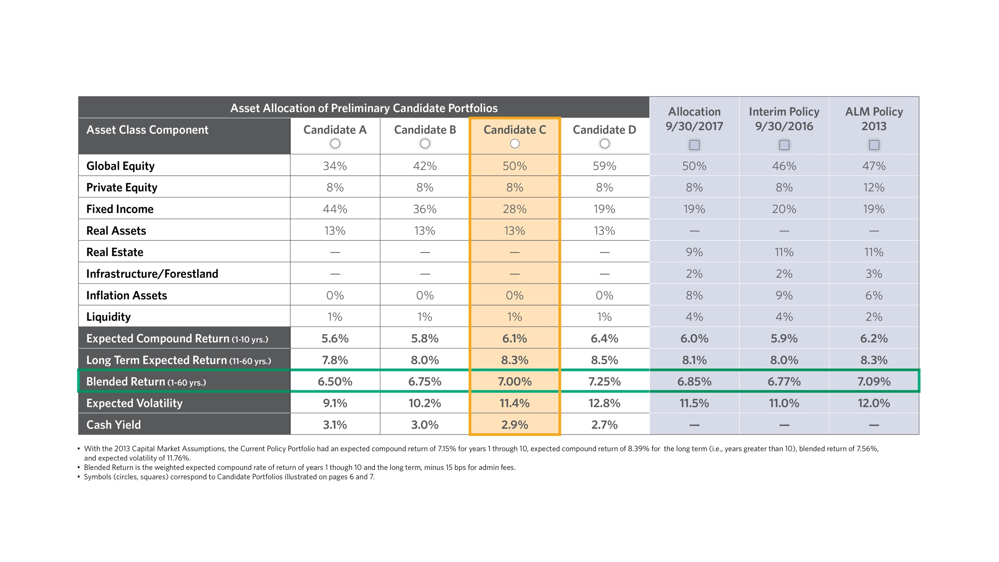 Asset Allocation of Preliminary Candidate Portfolios
Allocation 9/30/2017 Interim Policy 9/30/2016 ALM Policy 2013
Asset Class Component Candidate A Candidate B Candidate C Candidate D
Global Equity 34% 42% 50% 59% 50% 46% 47%
Private Equity 8% 8% 8% 8% 8% 8% 12%
Fixed Income 44% 36% 28% 19% 19% 20% 19%
Real Assets 13% 13% 13% 13% — — —
Real Estate — — — — 9% 11% 11%
Infrastructure/Forestland — — — — 2% 2% 3%
Inflation Assets 0% 0% 0% 0% 8% 9% 6%
Liquidity 1% 1% 1% 1% 4% 4% 2%
Expected Compound Return (1-10 yrs.) 5.6% 5.8% 6.1% 6.4% 6.0% 5.9% 6.2%
Long Term Expected Return (11-60 yrs.) 7.8% 8.0% 8.3% 8.5% 8.1% 8.0% 8.3%
Blended Return (1-60 yrs.) 6.50% 6.75% 7.00% 7.25% 6.85% 6.77% 7.09%
Expected Volatility 9.1% 10.2% 11.4% 12.8% 11.5% 11.0% 12.0%
Cash Yield 3.1% 3.0% 2.9% 2.7% — — —
• With the 2013 Capital Market Assumptions, the Current Policy Portfolio had an expected compound return of 7.15% for years 1 through 10, expected compound return of 8.39% for the long term (i.e., years greater than 10), blended return of 7.56%,
and expected volatility of 11.76%.
• Blended Return is the weighted expected compound rate of return of years 1 though 10 and the long term, minus 15 bps for admin fees.
• Symbols (circles, squares) correspond to Candidate Portfolios illustrated on pages 6 and 7.